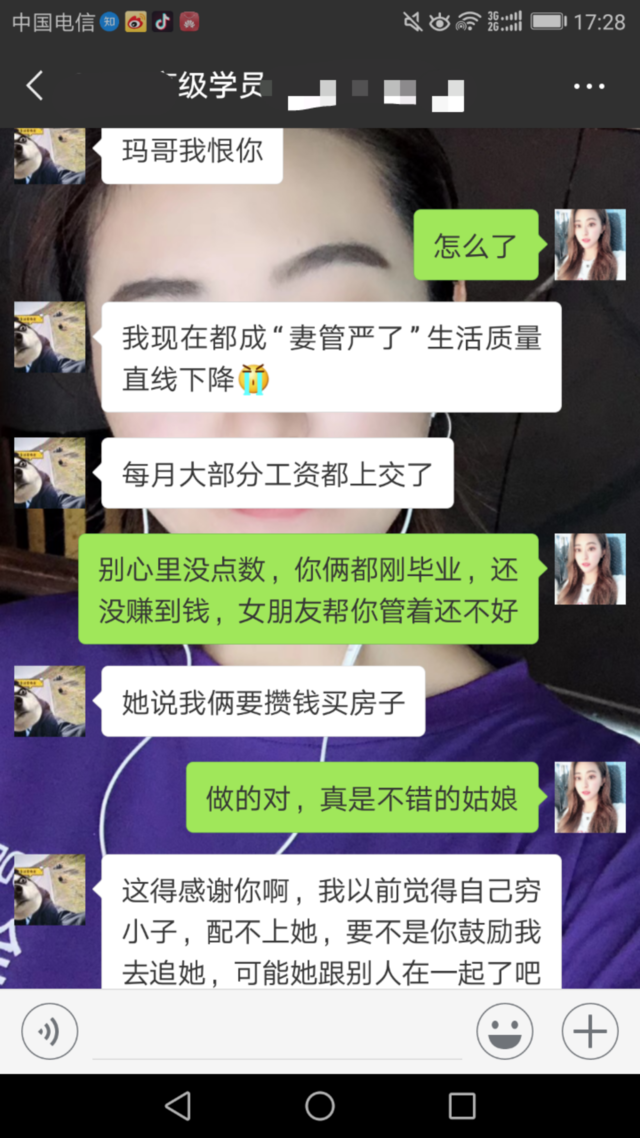 中国电信 知 3G 2G 17:28
级学员
玛哥我恨你
怎么了
我现在都成“妻管严了”生活质量
直线下降
每月大部分工资都上交了
别心里没点数，你俩都刚毕业，还
没赚到钱，女朋友帮你管着还不好
她说我俩要攒钱买房子
做的对，真是不错的姑娘
这得感谢你啊，我以前觉得自己穷
小子，配不上她，要不是你鼓励我
去追她，可能她跟别人在一起了吧